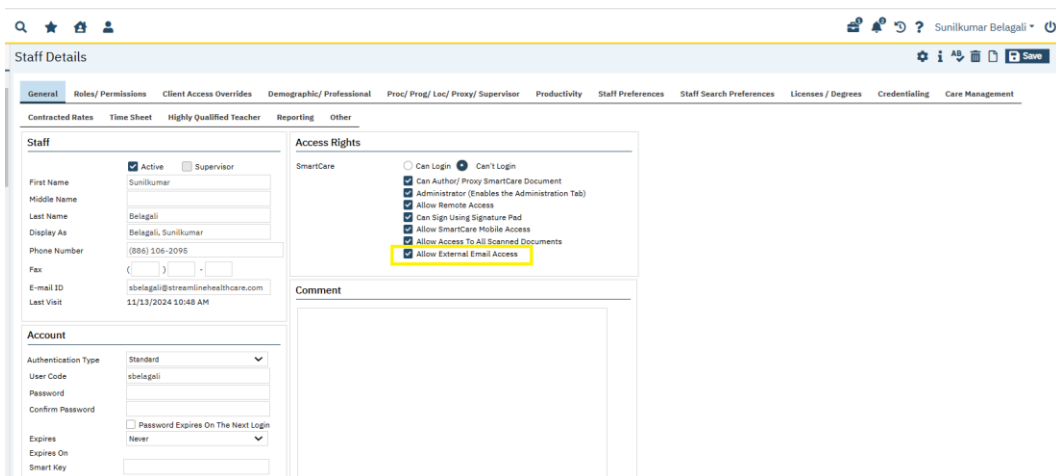 Sunilkumar Belagali
Staff Details
Save
General Roles/ Permissions Client Access Overrides Demographic/ Professional Proc/ Prog/ Loc/ Proxy/ Supervisor Productivity Staff Preferences Staff Search Preferences Licenses / Degrees Credentialing Care Management
Contracted Rates Time Sheet Highly Qualified Teacher Reporting Other
Staff
Active Supervisor
First Name Sunilkumar
Middle Name
Last Name Belagali
Display As Belagali, Sunilkumar
Phone Number (886) 106-2095
Fax ( ) -
E-mail ID sbelagali@streamlinehealthcare.com
Last Visit 11/13/2024 10:48 AM
Account
Authentication Type Standard
User Code sbelagali
Password
Confirm Password
Password Expires On The Next Login
Expires Never
Expires On
Smart Key
Access Rights
SmartCare Can Login Can't Login
Can Author/ Proxy SmartCare Document
Administrator (Enables the Administration Tab)
Allow Remote Access
Can Sign Using Signature Pad
Allow SmartCare Mobile Access
Allow Access To All Scanned Documents
Allow External Email Access
Comment